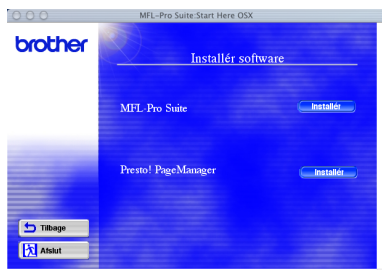 MFL-Pro Suite:Start Here OSX
brother
Installér software
MFL-Pro Suite
Installér
Presto! PageManager
Installér
Tilbage
Afslut